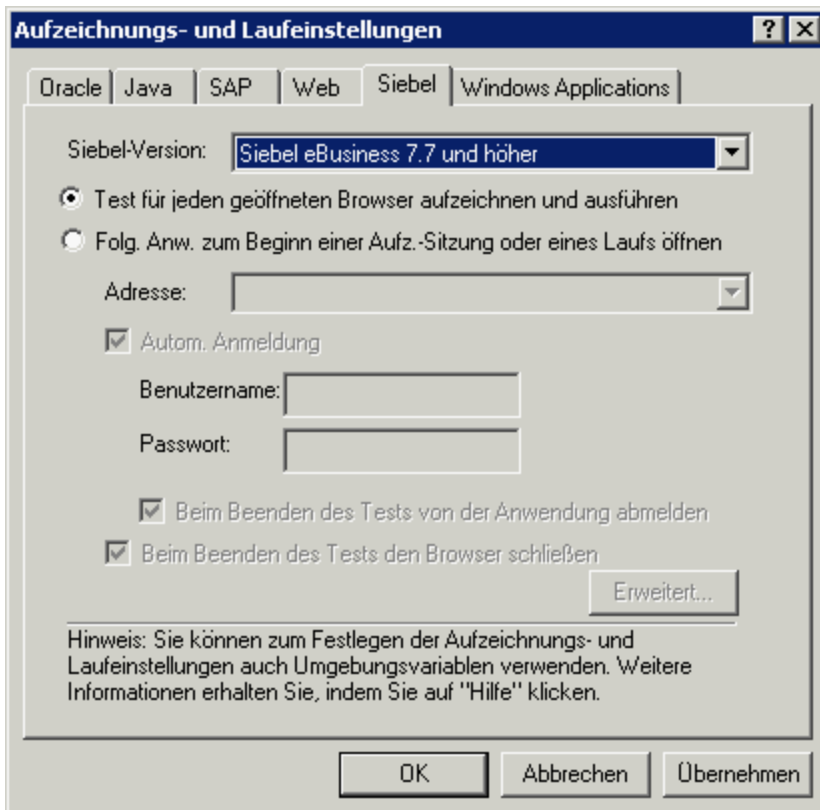 Aufzeichnungs- und Laufeinstellungen
Oracle Java SAP Web Siebel Windows Applications
Siebel-Version: Siebel eBusiness 7.7 und höher
Test für jeden geöffneten Browser aufzeichnen und ausführen
Folg. Anw. zum Beginn einer Aufz.-Sitzung oder eines Laufs öffnen
Adresse:
Autom. Anmeldung
Benutzername:
Passwort:
Beim Beenden des Tests von der Anwendung abmelden
Beim Beenden des Tests den Browser schließen
Erweitert...
Hinweis: Sie können zum Festlegen der Aufzeichnungs- und
Laufeinstellungen auch Umgebungsvariablen verwenden. Weitere
Informationen erhalten Sie, indem Sie auf "Hilfe" klicken.
OK Abbrechen Übernehmen